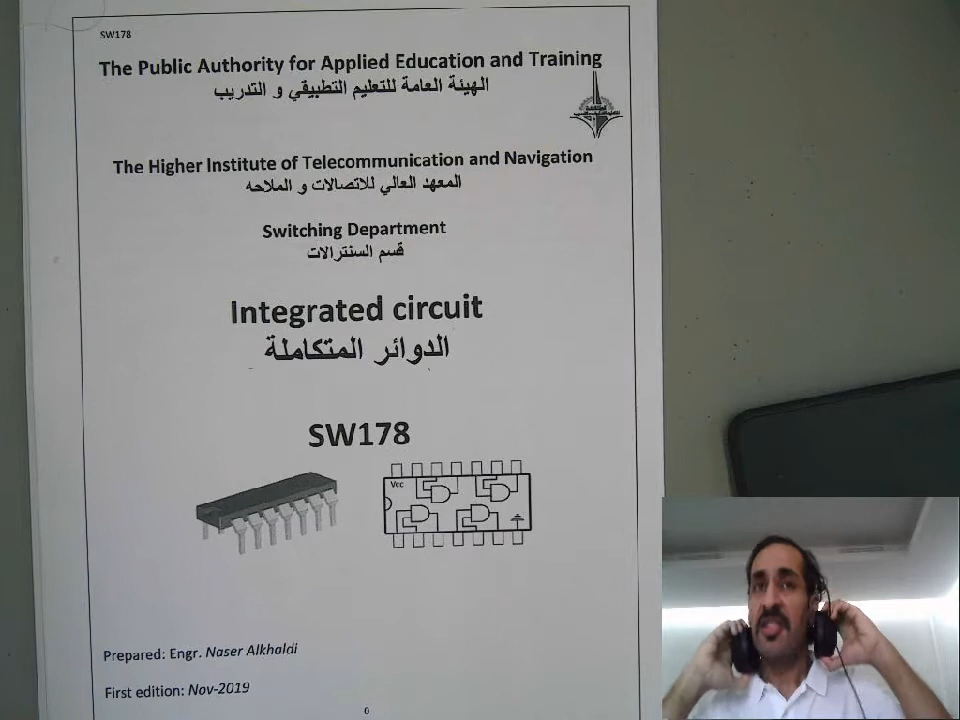 SW178
The Public Authority for Applied Education and Training
الهيئة العامة للتعليم التطبيقي و التدريب
The Higher Institute of Telecommunication and Navigation
المعهد العالي للاتصالات و الملاحه
Switching Department
قسم السنترالات
Integrated circuit
الدوائر المتكاملة
SW178
Vcc
Prepared: Engr. Naser Alkhaldi
First edition: Nov-2019
0